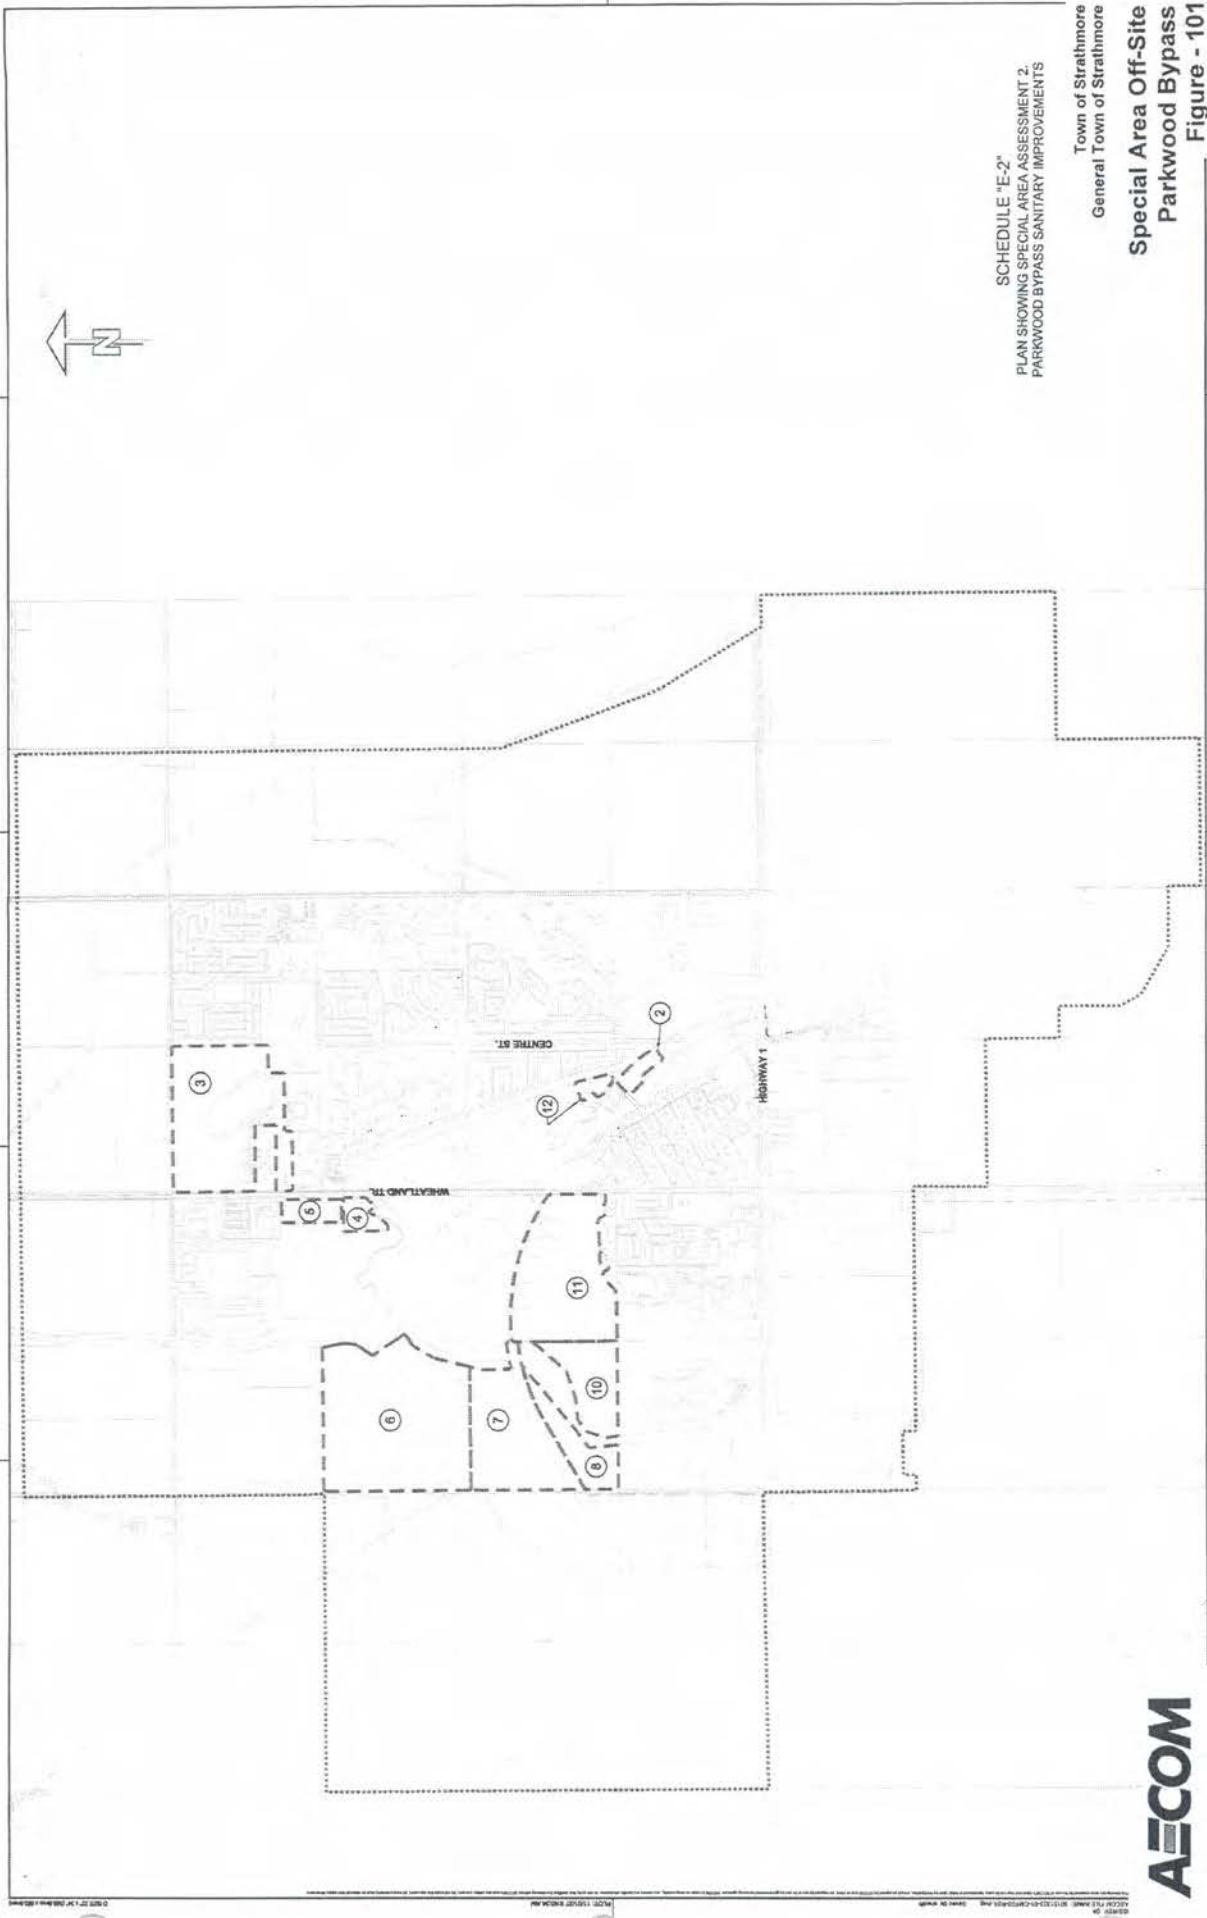 N
SCHEDULE "E-2"
PLAN SHOWING SPECIAL AREA ASSESSMENT 2.
PARKWOOD BYPASS SANITARY IMPROVEMENTS
Town of Strathmore
General Town of Strathmore
Special Area Off-Site
Parkwood Bypass
Figure - 101
3
5
4
WHEATLAND TR.
CENTRE ST.
12
2
HIGHWAY 1
6
7
8
10
11
AECOM